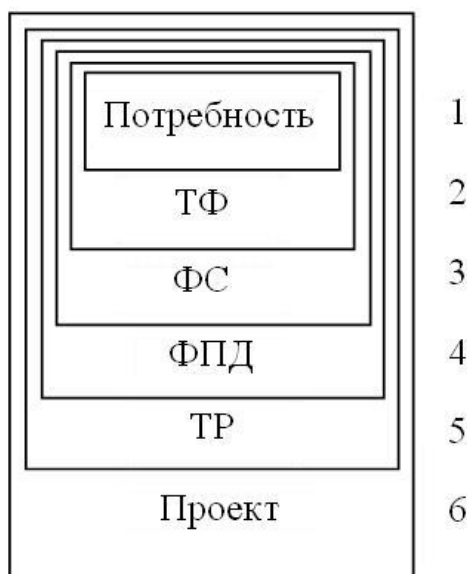 Потребность 1
ТФ 2
ФС 3
ФПД 4
ТР 5
Проект 6